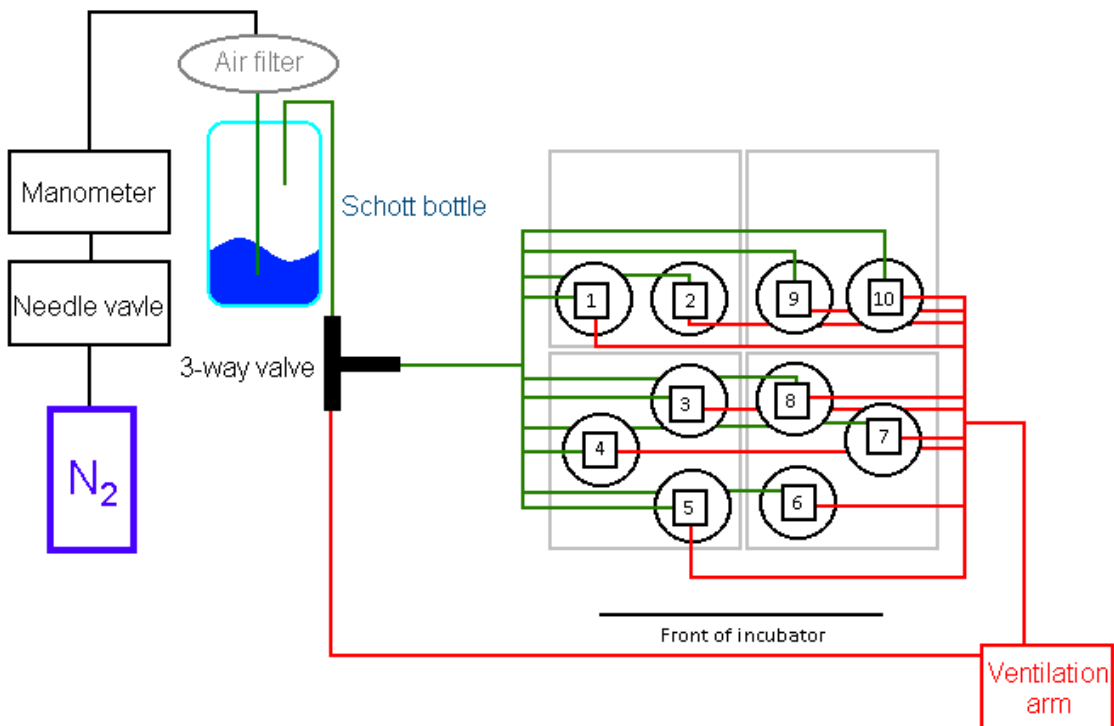 Air filter
Manometer
Schott bottle
Needle vavle
3-way valve
N2
1
2
9
10
3
8
4
7
5
6
Front of incubator
Ventilation
arm